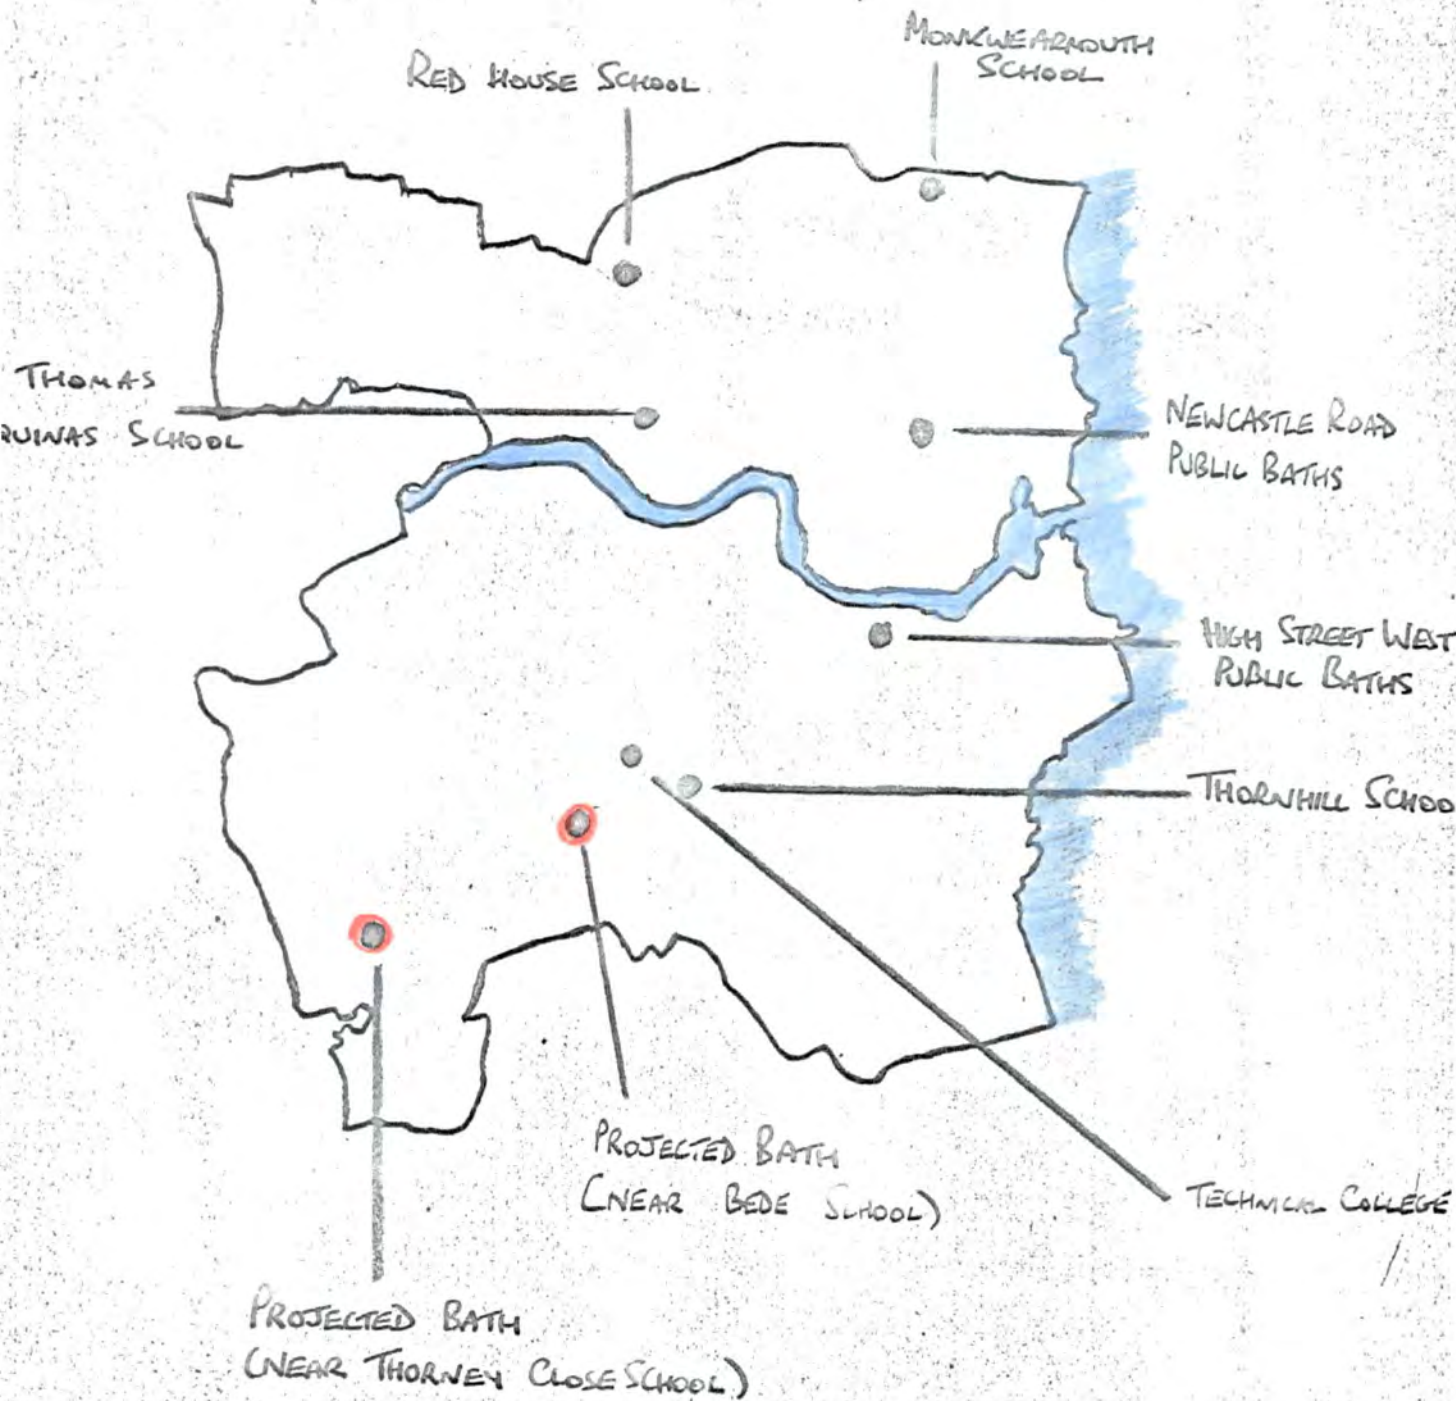 MONKWEARMOUTH
SCHOOL
RED HOUSE SCHOOL
THOMAS
QUINAS SCHOOL
NEWCASTLE ROAD
PUBLIC BATHS
HIGH STREET WEST
PUBLIC BATHS
THORNHILL SCHOO
PROJECTED BATH
(NEAR BEDE SCHOOL)
TECHNICAL COLLEGE
PROJECTED BATH
(NEAR THORNEY CLOSE SCHOOL)